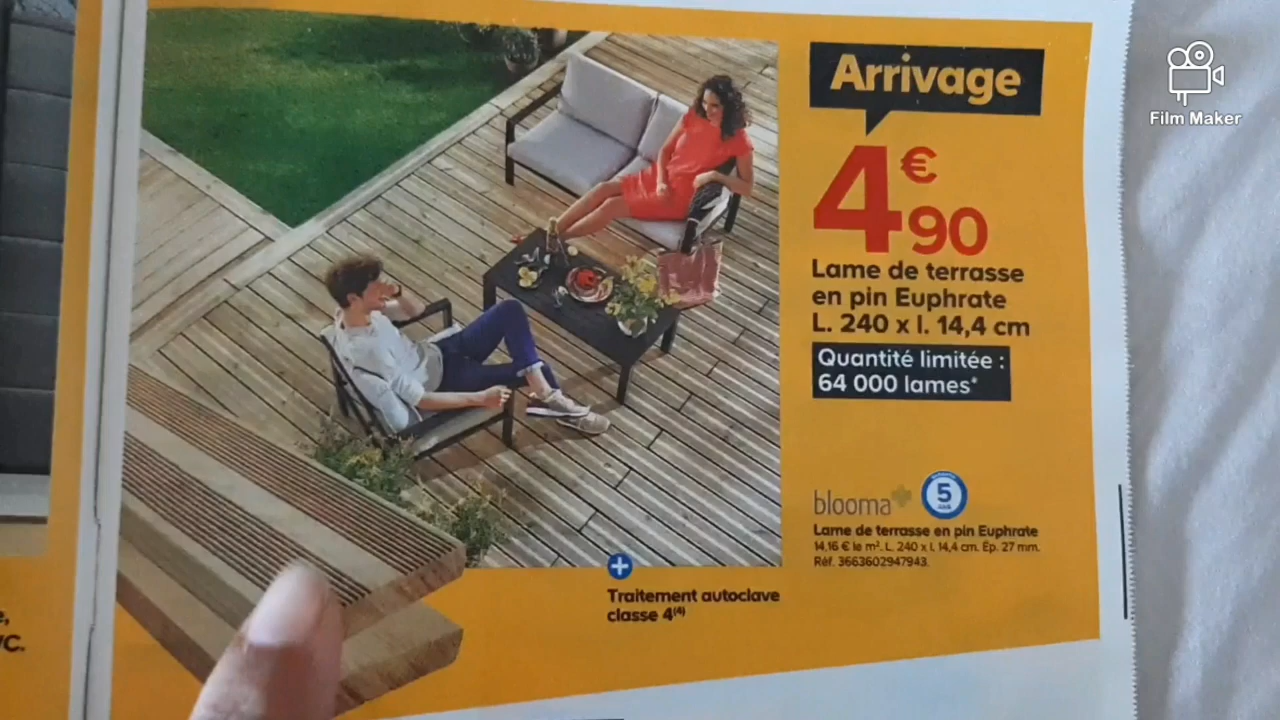 Arrivage
Film Maker
4€90
Lame de terrasse
en pin Euphrate
L. 240 x l. 14,4 cm
Quantité limitée :
64 000 lames*
blooma
5
ans
Lame de terrasse en pin Euphrate
14,16 € le m². L. 240 x l. 14,4 cm. Ép. 27 mm.
Réf. 3663602947943.
+
Traitement autoclave
classe 4(4)